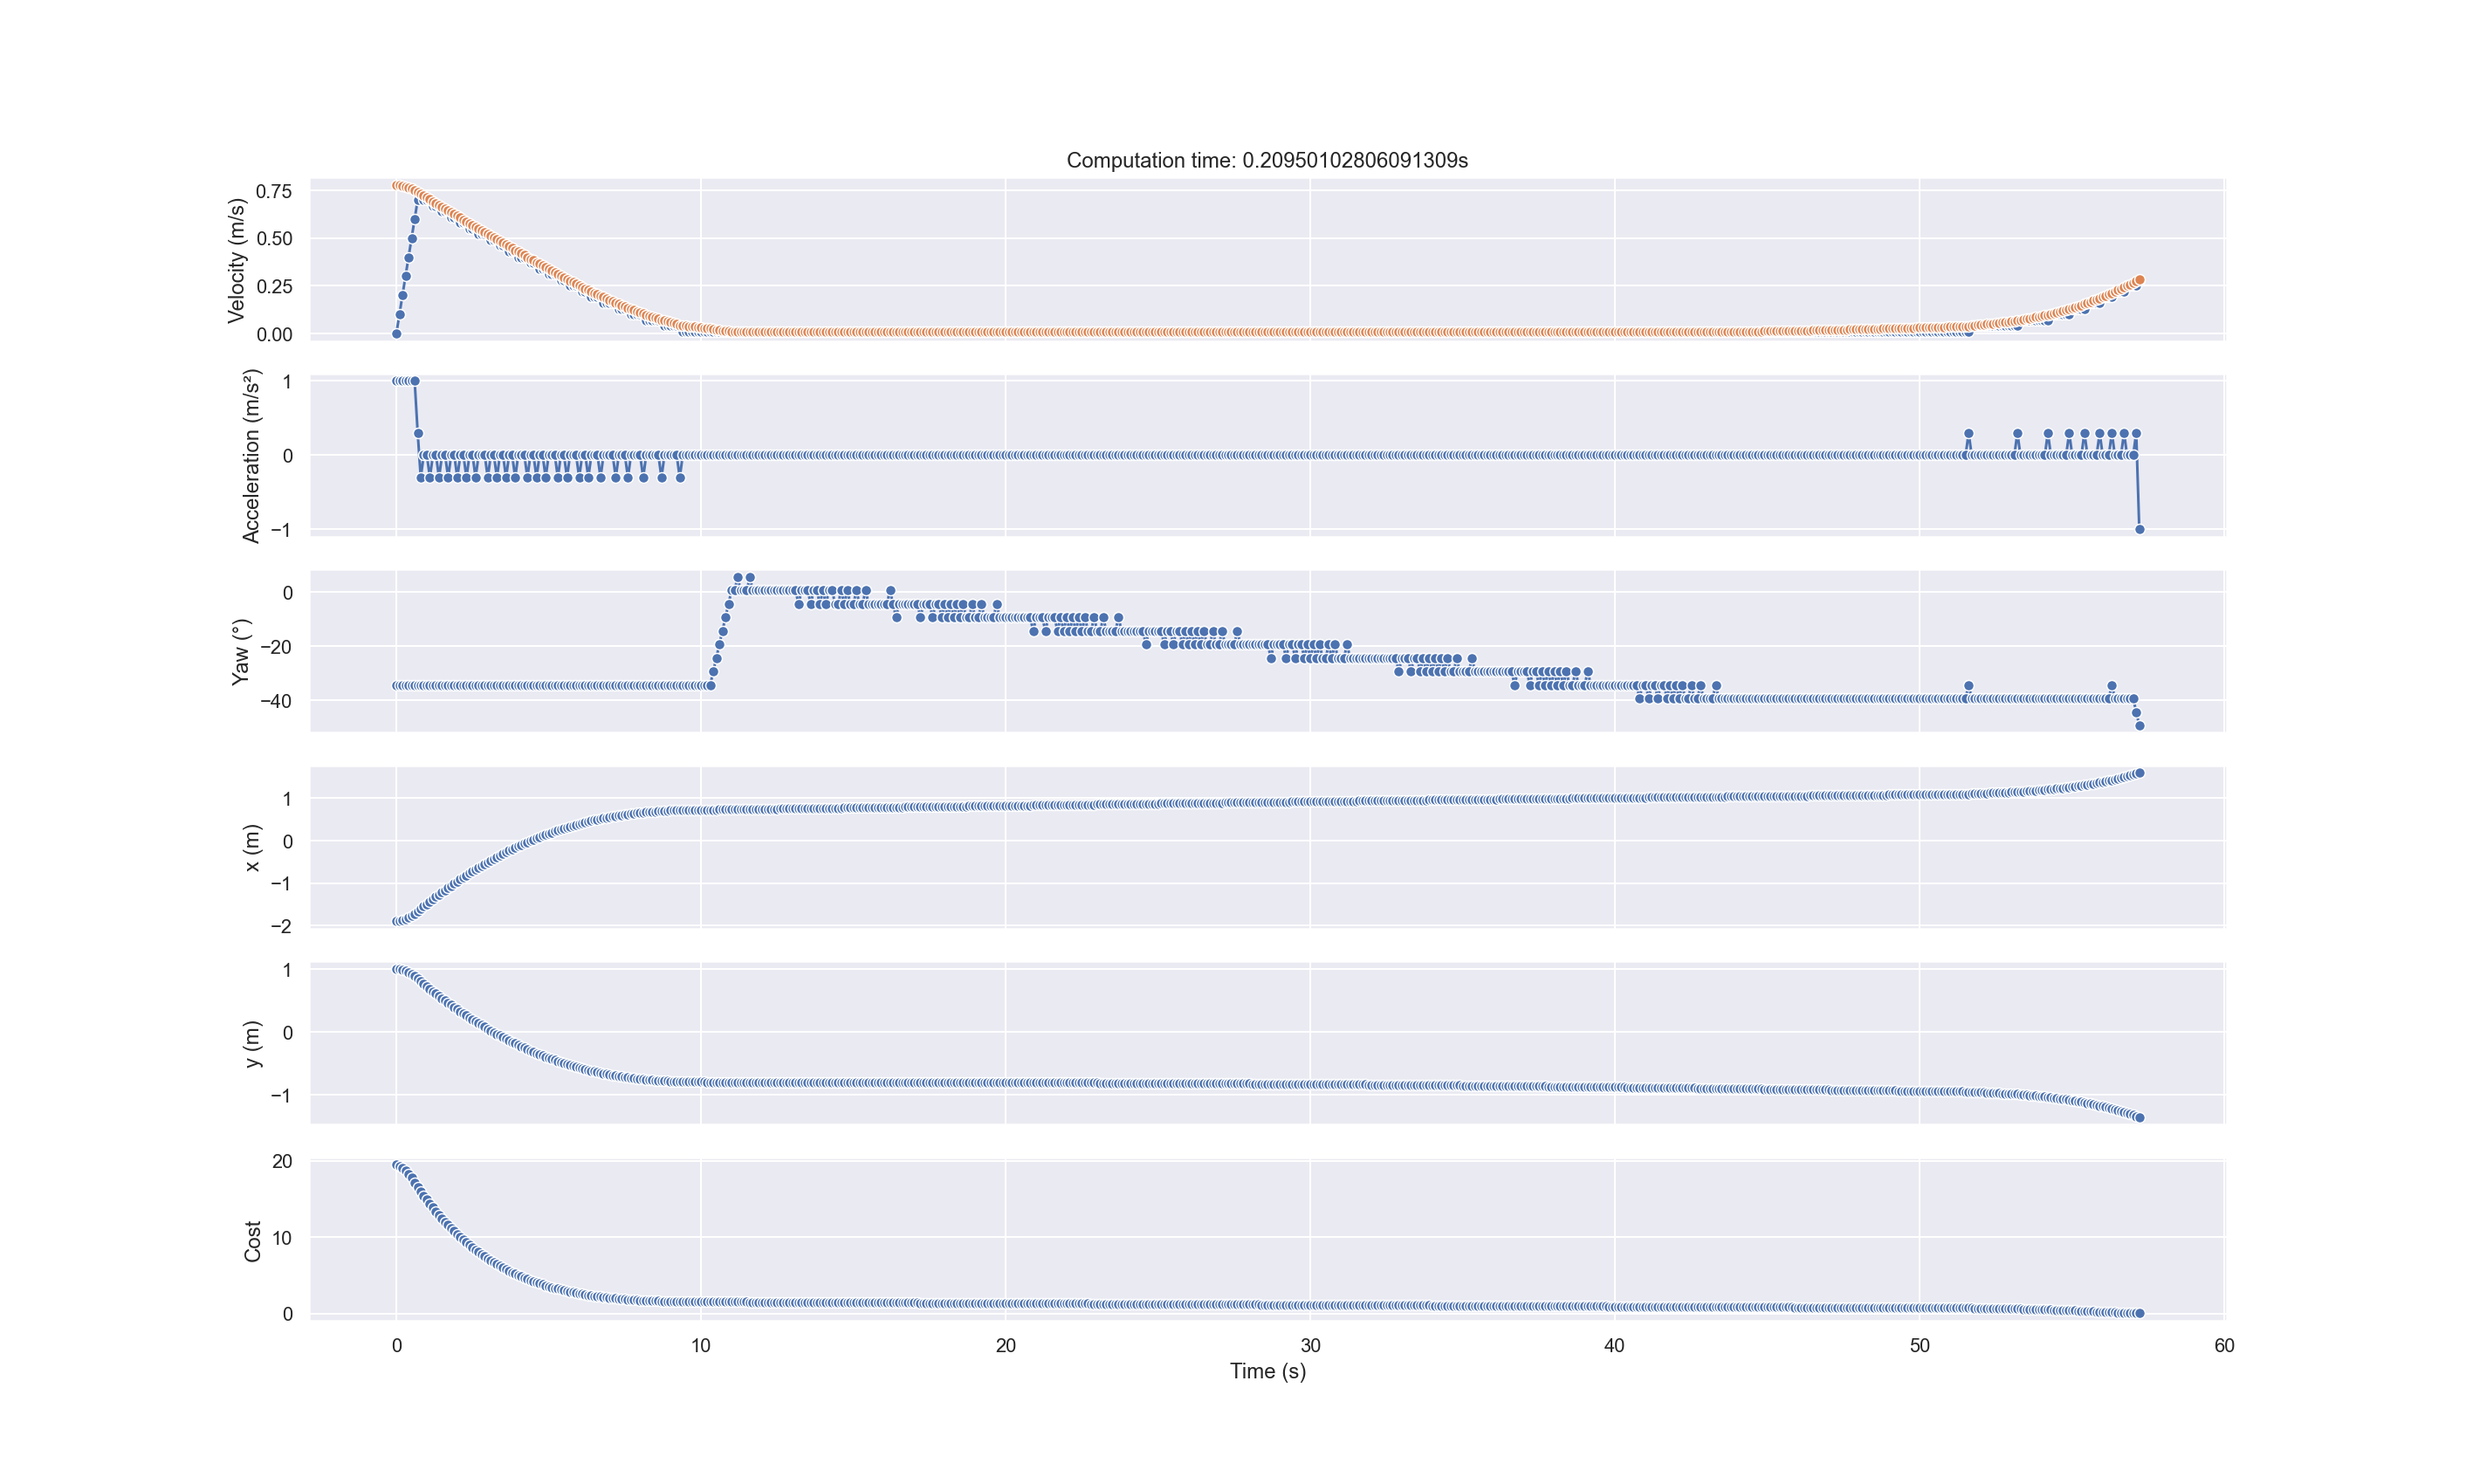 Computation time: 0.20950102806091309s
Velocity (m/s)
0.75
0.50
0.25
0.00
Acceleration (m/s²)
1
0
−1
Yaw (°)
0
−20
−40
x (m)
1
0
−1
−2
y (m)
1
0
−1
Cost
20
10
0
0 10 20 30 40 50 60
Time (s)